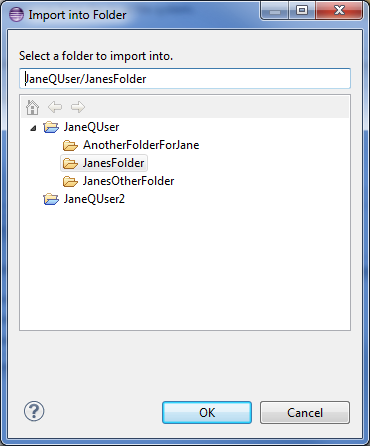 Import into Folder
Select a folder to import into.
JaneQUser/JanesFolder
JaneQUser
AnotherFolderForJane
JanesFolder
JanesOtherFolder
JaneQUser2
?
OK
Cancel